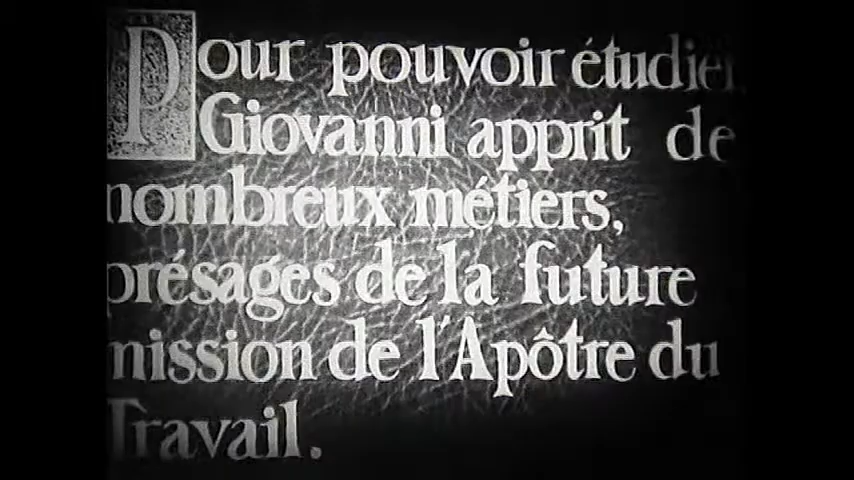 Pour pouvoir étudier,
Giovanni apprit de
nombreux métiers,
présages de la future
mission de l'Apôtre du
Travail.